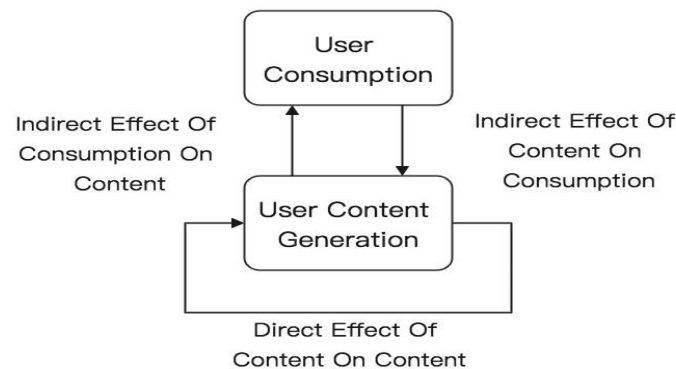 User
Consumption
Indirect Effect Of
Consumption On
Content
Indirect Effect Of
Content On
Consumption
User Content
Generation
Direct Effect Of
Content On Content